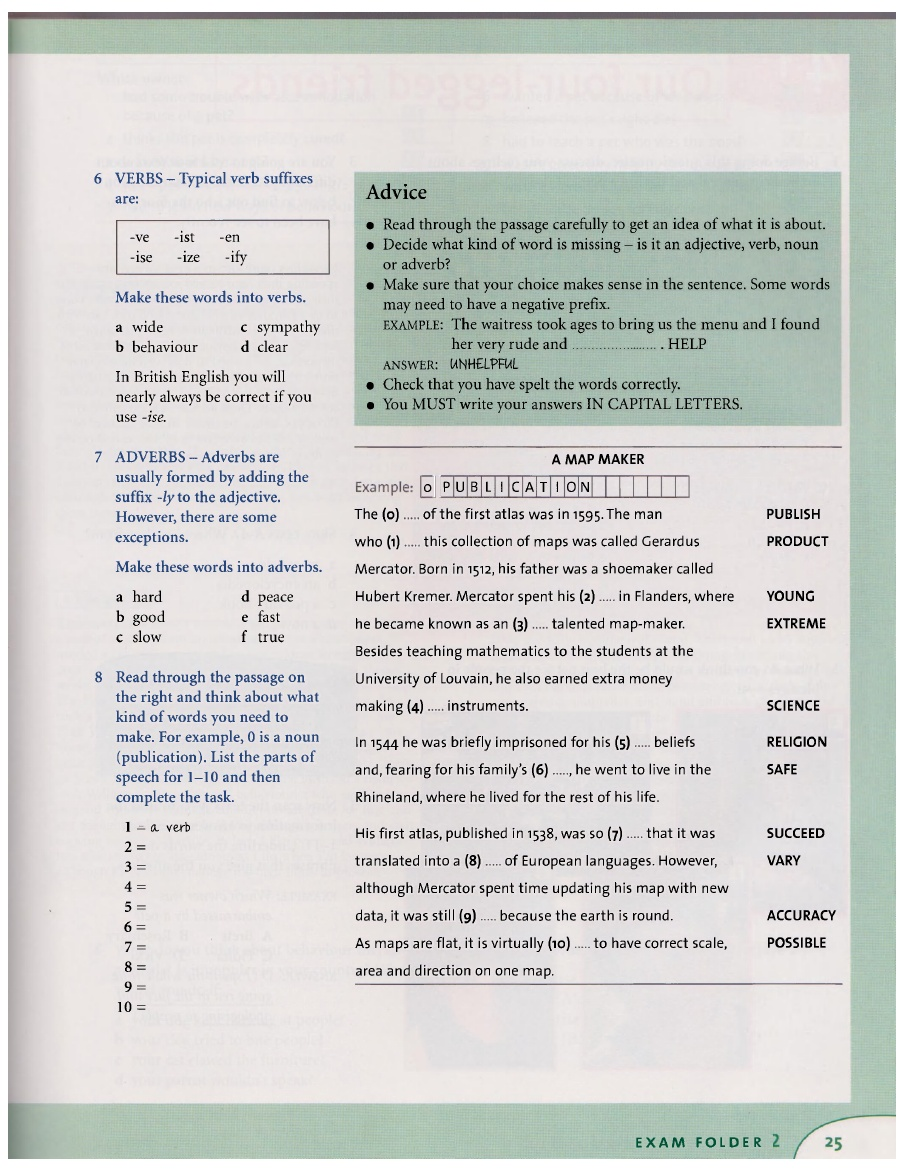 6 VERBS – Typical verb suffixes
are:
-ve -ist -en
-ise -ize -ify
Make these words into verbs.
a wide c sympathy
b behaviour d clear
In British English you will
nearly always be correct if you
use -ise.
7 ADVERBS – Adverbs are
usually formed by adding the
suffix -ly to the adjective.
However, there are some
exceptions.
Make these words into adverbs.
a hard d peace
b good e fast
c slow f true
8 Read through the passage on
the right and think about what
kind of words you need to
make. For example, 0 is a noun
(publication). List the parts of
speech for 1–10 and then
complete the task.
1 = a verb
2 =
3 =
4 =
5 =
6 =
7 =
8 =
9 =
10 =
Advice
• Read through the passage carefully to get an idea of what it is about.
• Decide what kind of word is missing – is it an adjective, verb, noun
or adverb?
• Make sure that your choice makes sense in the sentence. Some words
may need to have a negative prefix.
EXAMPLE: The waitress took ages to bring us the menu and I found
her very rude and ...................... . HELP
ANSWER: UNHELPFUL
• Check that you have spelt the words correctly.
• You MUST write your answers IN CAPITAL LETTERS.
A MAP MAKER
Example: 0 PUBLICATION
The (0) ..... of the first atlas was in 1595. The man PUBLISH
who (1) ..... this collection of maps was called Gerardus PRODUCT
Mercator. Born in 1512, his father was a shoemaker called
Hubert Kremer. Mercator spent his (2) ..... in Flanders, where YOUNG
he became known as an (3) ..... talented map-maker. EXTREME
Besides teaching mathematics to the students at the
University of Louvain, he also earned extra money
making (4) ..... instruments. SCIENCE
In 1544 he was briefly imprisoned for his (5) ..... beliefs RELIGION
and, fearing for his family's (6) ....., he went to live in the SAFE
Rhineland, where he lived for the rest of his life.
His first atlas, published in 1538, was so (7) ..... that it was SUCCEED
translated into a (8) ..... of European languages. However, VARY
although Mercator spent time updating his map with new
data, it was still (9) ..... because the earth is round. ACCURACY
As maps are flat, it is virtually (10) ..... to have correct scale, POSSIBLE
area and direction on one map.
EXAM FOLDER 2 25